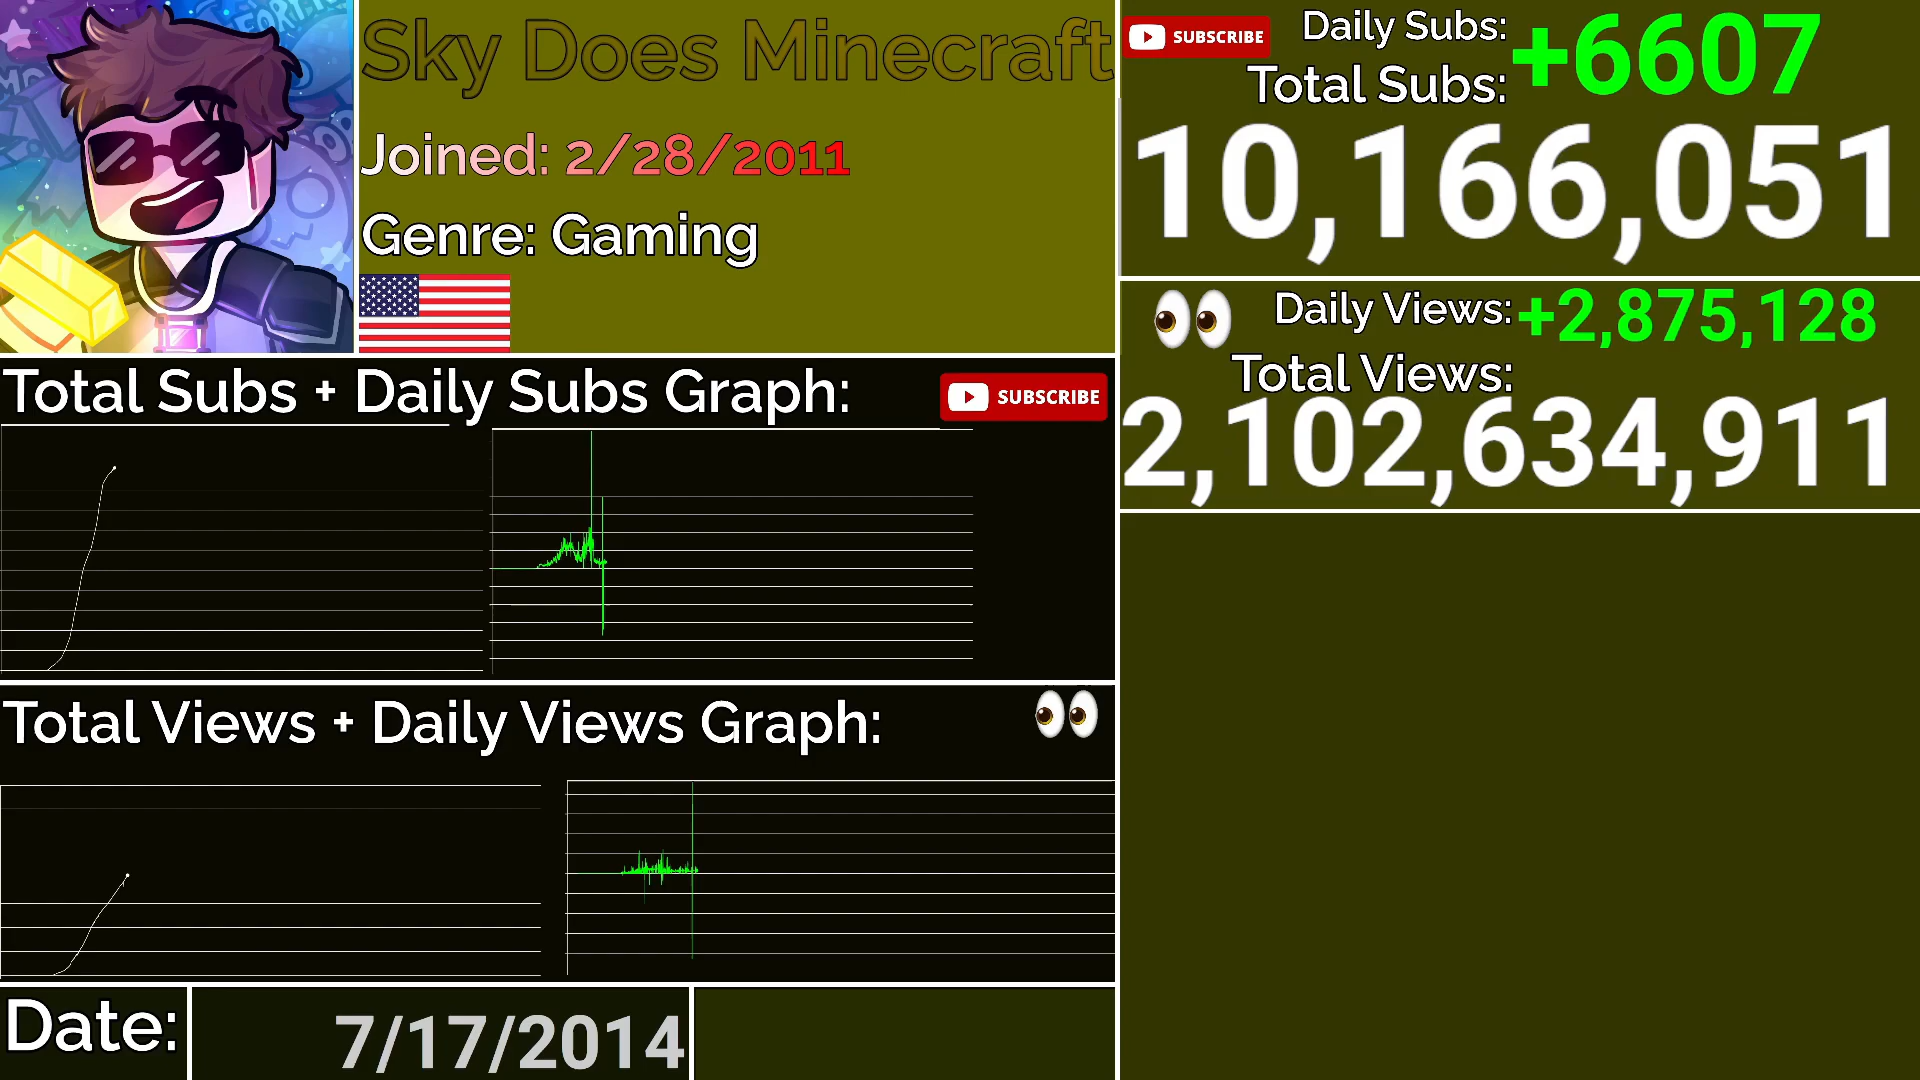 Sky Does Minecraft
Joined: 2/28/2011
Genre: Gaming
SUBSCRIBE
Daily Subs:
+6607
Total Subs:
10,166,051
Daily Views:
+2,875,128
Total Views:
2,102,634,911
Total Subs + Daily Subs Graph:
SUBSCRIBE
Total Views + Daily Views Graph:
Date:
7/17/2014